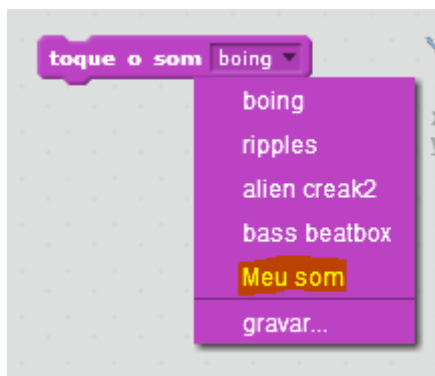 toque o som boing
boing
ripples
alien creak2
bass beatbox
Meu som
gravar...